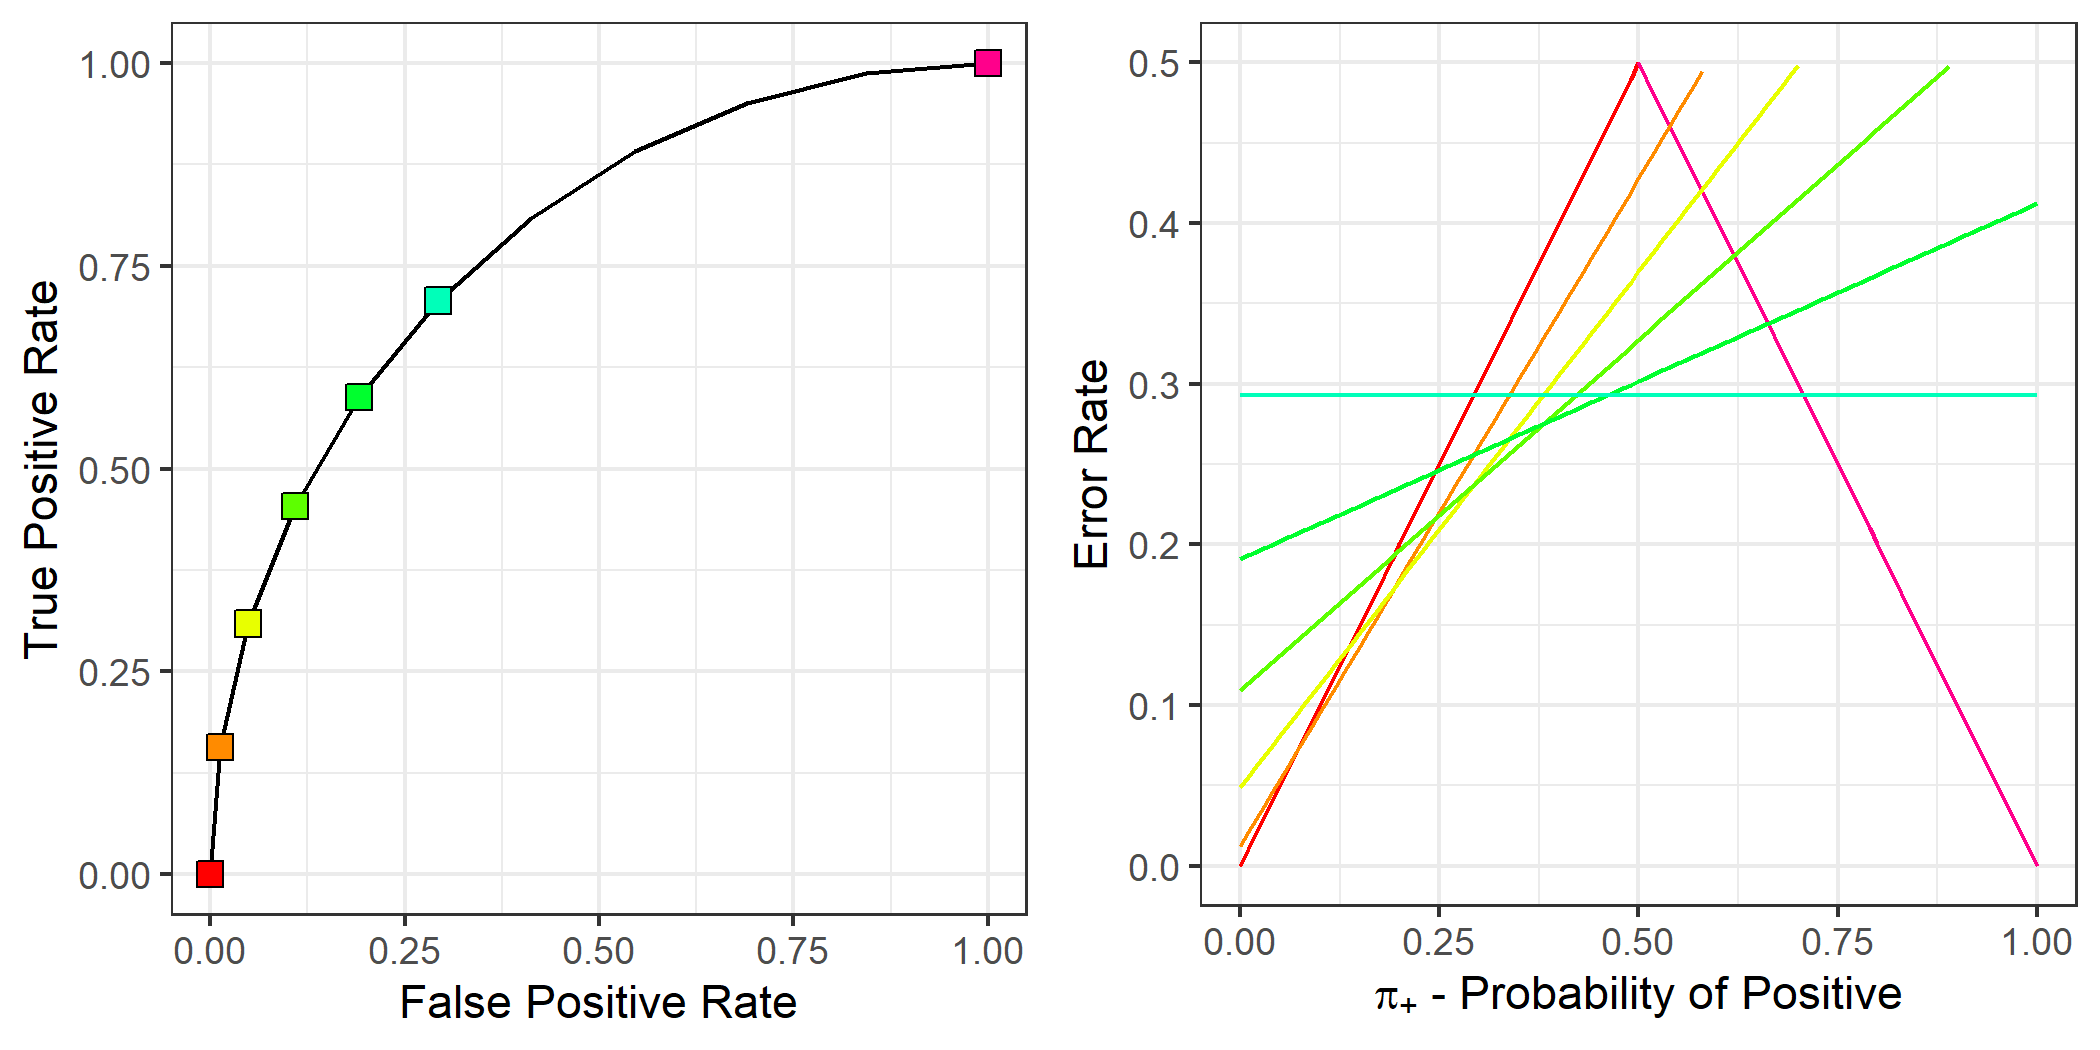 True Positive Rate
1.00
0.75
0.50
0.25
0.00
0.00 0.25 0.50 0.75 1.00
False Positive Rate
Error Rate
0.5
0.4
0.3
0.2
0.1
0.0
0.00 0.25 0.50 0.75 1.00
π₊ - Probability of Positive